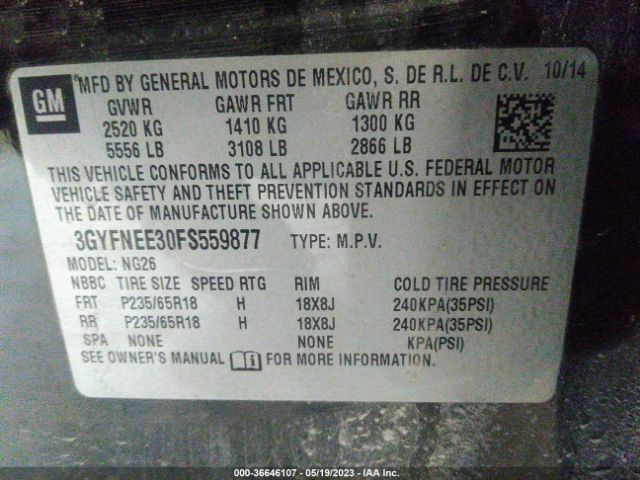 GM
MFD BY GENERAL MOTORS DE MEXICO, S. DE R.L. DE C.V. 10/14
GVWR GAWR FRT GAWR RR
2520 KG 1410 KG 1300 KG
5556 LB 3108 LB 2866 LB
THIS VEHICLE CONFORMS TO ALL APPLICABLE U.S. FEDERAL MOTOR
VEHICLE SAFETY AND THEFT PREVENTION STANDARDS IN EFFECT ON
THE DATE OF MANUFACTURE SHOWN ABOVE.
3GYFNEE30FS559877 TYPE: M.P.V.
MODEL: NG26
NBBC TIRE SIZE SPEED RTG RIM COLD TIRE PRESSURE
FRT P235/65R18 H 18X8J 240KPA(35PSI)
RR P235/65R18 H 18X8J 240KPA(35PSI)
SPA NONE NONE KPA(PSI)
SEE OWNER'S MANUAL FOR MORE INFORMATION.
000-36646107 - 05/19/2023 - IAA Inc.